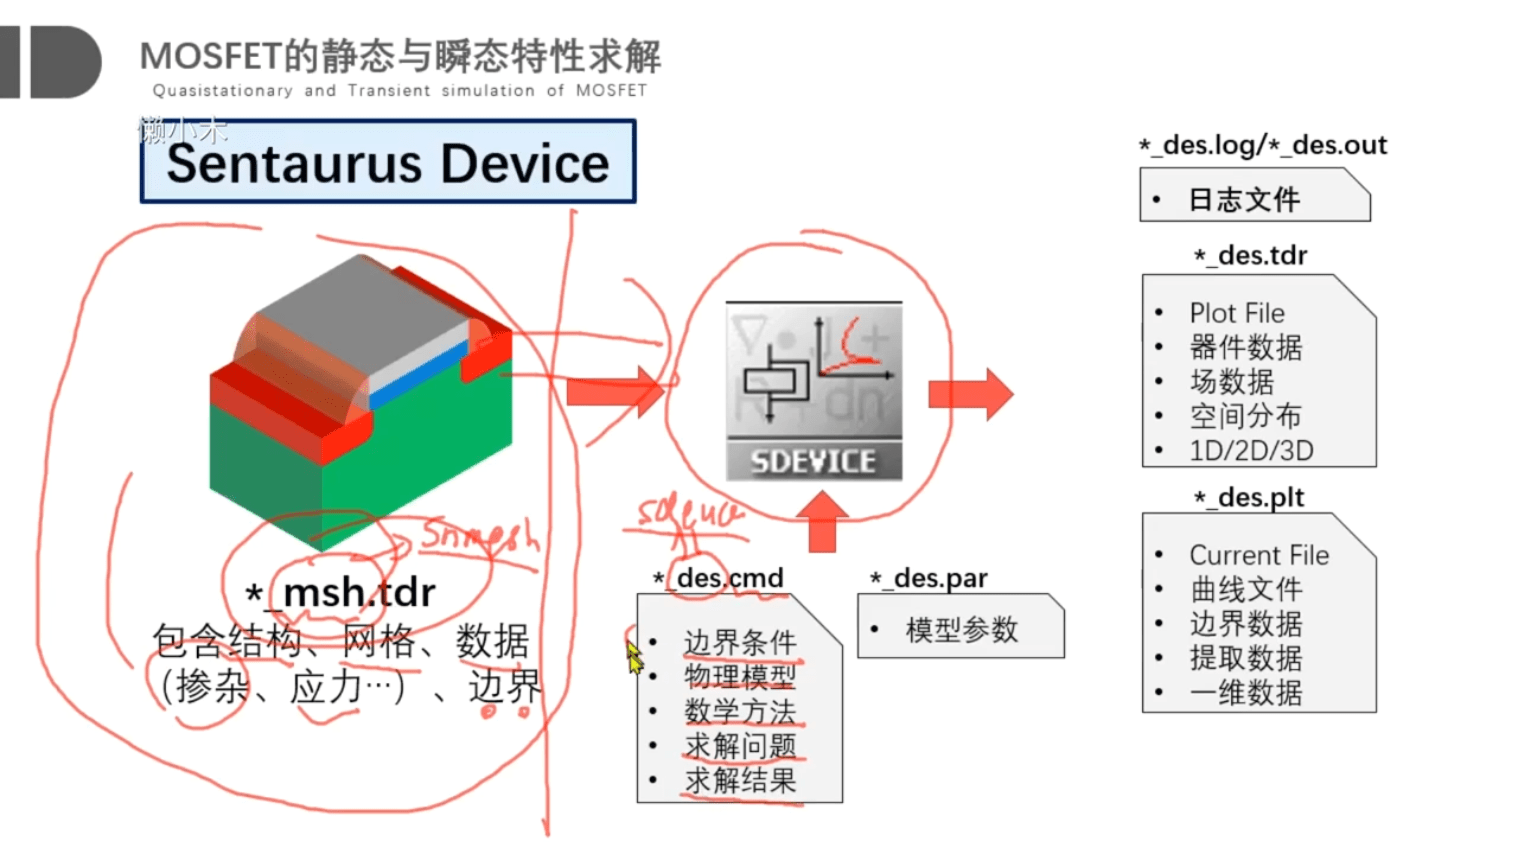 MOSFET的静态与瞬态特性求解
Quasistationary and Transient simulation of MOSFET
懒小木
Sentaurus Device
*_msh.tdr
包含结构、网格、数据
（掺杂、应力…）、边界
snmesh
SDEVICE
sdevice
*_des.cmd
• 边界条件
• 物理模型
• 数学方法
• 求解问题
• 求解结果
*_des.par
• 模型参数
*_des.log/*_des.out
• 日志文件
*_des.tdr
• Plot File
• 器件数据
• 场数据
• 空间分布
• 1D/2D/3D
*_des.plt
• Current File
• 曲线文件
• 边界数据
• 提取数据
• 一维数据